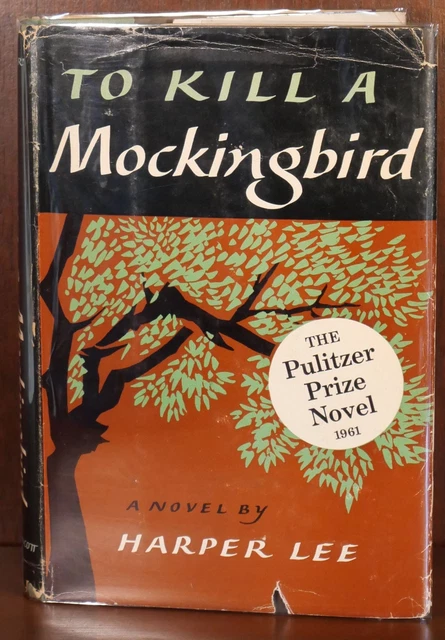 TO KILL A
Mockingbird
THE
Pulitzer
Prize
Novel
1961
A NOVEL BY
HARPER LEE